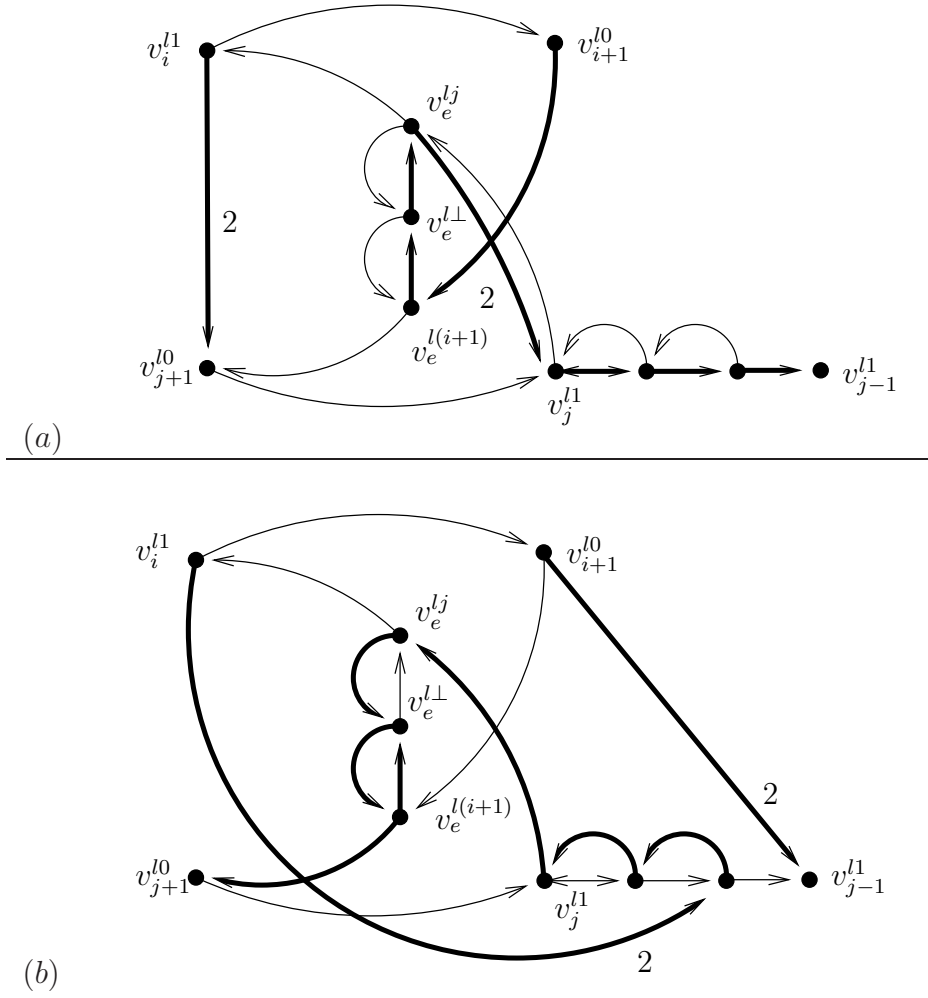 $v_i^{l1}$
$v_{i+1}^{l0}$
$v_e^{lj}$
2
$v_e^{l\perp}$
2
$v_e^{l(i+1)}$
$v_{j+1}^{l0}$
$v_j^{l1}$
$v_{j-1}^{l1}$
(a)
$v_i^{l1}$
$v_{i+1}^{l0}$
$v_e^{lj}$
$v_e^{l\perp}$
2
$v_e^{l(i+1)}$
$v_{j+1}^{l0}$
$v_j^{l1}$
$v_{j-1}^{l1}$
2
(b)